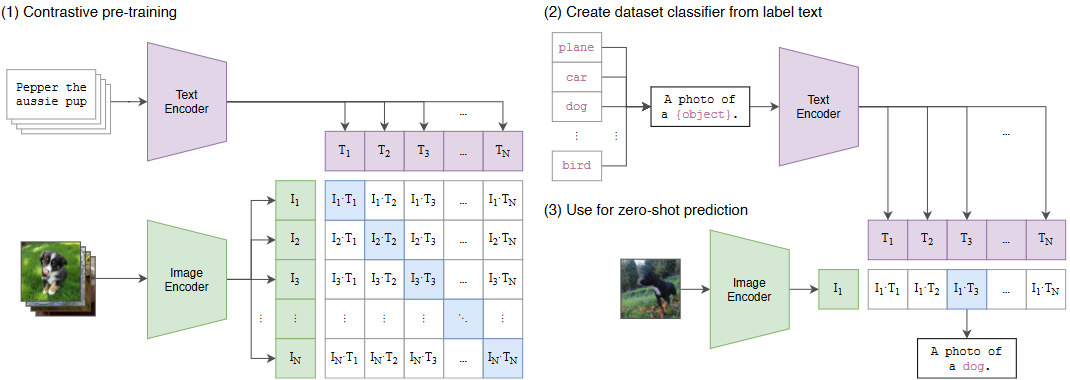 (1) Contrastive pre-training
Pepper the
aussie pup
Text
Encoder
...
T1 T2 T3 ... TN
I1 I1·T1 I1·T2 I1·T3 ... I1·TN
I2 I2·T1 I2·T2 I2·T3 ... I2·TN
I3 I3·T1 I3·T2 I3·T3 ... I3·TN
⋮ ⋮ ⋮ ⋮ ⋮ ⋱ ⋮
IN IN·T1 IN·T2 IN·T3 ... IN·TN
Image
Encoder
(2) Create dataset classifier from label text
plane
car
dog
⋮ ⋮
bird
A photo of
a {object}.
Text
Encoder
...
(3) Use for zero-shot prediction
T1 T2 T3 ... TN
Image
Encoder
I1 I1·T1 I1·T2 I1·T3 ... I1·TN
A photo of
a dog.